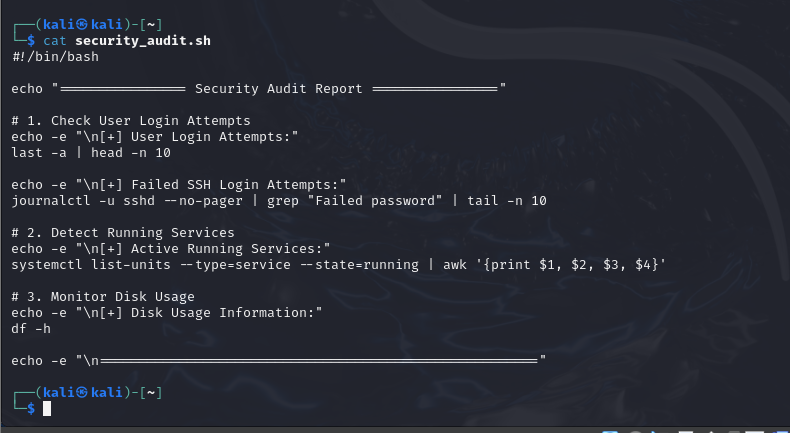 ┌──(kali㉿kali)-[~]
└─$ cat security_audit.sh
#!/bin/bash

echo "=============== Security Audit Report ==============="

# 1. Check User Login Attempts
echo -e "\n[+] User Login Attempts:"
last -a | head -n 10

echo -e "\n[+] Failed SSH Login Attempts:"
journalctl -u sshd --no-pager | grep "Failed password" | tail -n 10

# 2. Detect Running Services
echo -e "\n[+] Active Running Services:"
systemctl list-units --type=service --state=running | awk '{print $1, $2, $3, $4}'

# 3. Monitor Disk Usage
echo -e "\n[+] Disk Usage Information:"
df -h

echo -e "\n====================================================="

┌──(kali㉿kali)-[~]
└─$